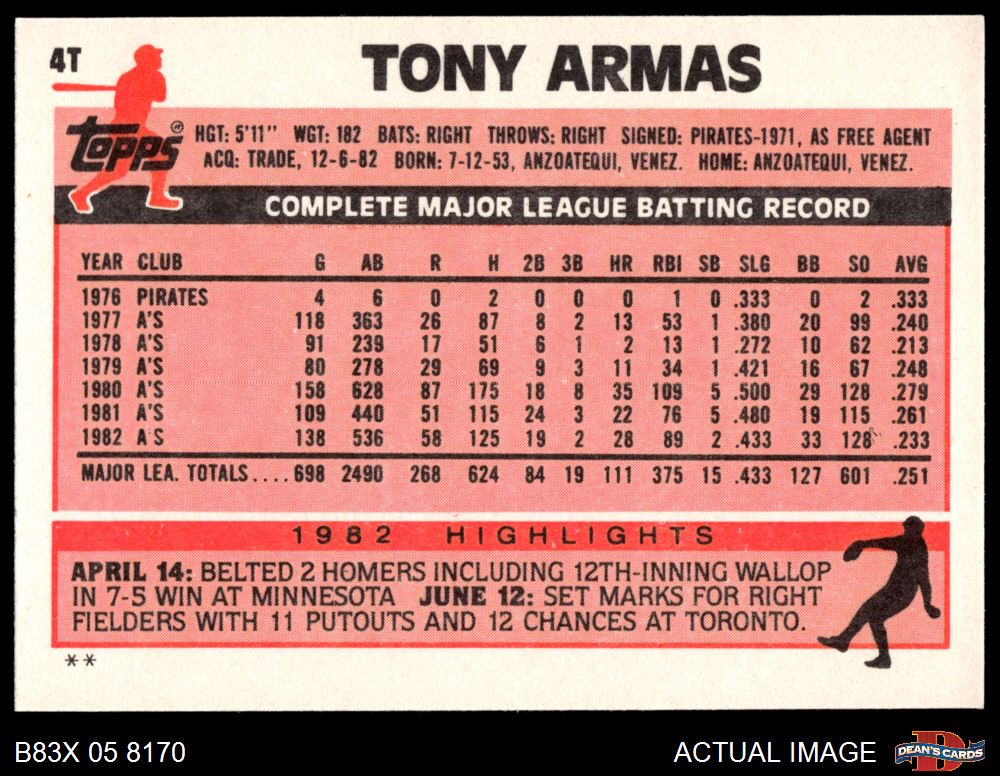 4T
TONY ARMAS
topps®
HGT: 5'11" WGT: 182 BATS: RIGHT THROWS: RIGHT SIGNED: PIRATES-1971, AS FREE AGENT
ACQ: TRADE, 12-6-82 BORN: 7-12-53, ANZOATEQUI, VENEZ. HOME: ANZOATEQUI, VENEZ.
COMPLETE MAJOR LEAGUE BATTING RECORD
YEAR CLUB G AB R H 2B 3B HR RBI SB SLG BB SO AVG
1976 PIRATES 4 6 0 2 0 0 0 1 0 .333 0 2 .333
1977 A'S 118 363 26 87 8 2 13 53 1 .380 20 99 .240
1978 A'S 91 239 17 51 6 1 2 13 1 .272 10 62 .213
1979 A'S 80 278 29 69 9 3 11 34 1 .421 16 67 .248
1980 A'S 158 628 87 175 18 8 35 109 5 .500 29 128 .279
1981 A'S 109 440 51 115 24 3 22 76 5 .480 19 115 .261
1982 A'S 138 536 58 125 19 2 28 89 2 .433 33 128 .233
MAJOR LEA. TOTALS....698 2490 268 624 84 19 111 375 15 .433 127 601 .251
1982 HIGHLIGHTS
APRIL 14: BELTED 2 HOMERS INCLUDING 12TH-INNING WALLOP
IN 7-5 WIN AT MINNESOTA JUNE 12: SET MARKS FOR RIGHT
FIELDERS WITH 11 PUTOUTS AND 12 CHANCES AT TORONTO.
**
B83X 05 8170
ACTUAL IMAGE
D
DEAN'S CARDS